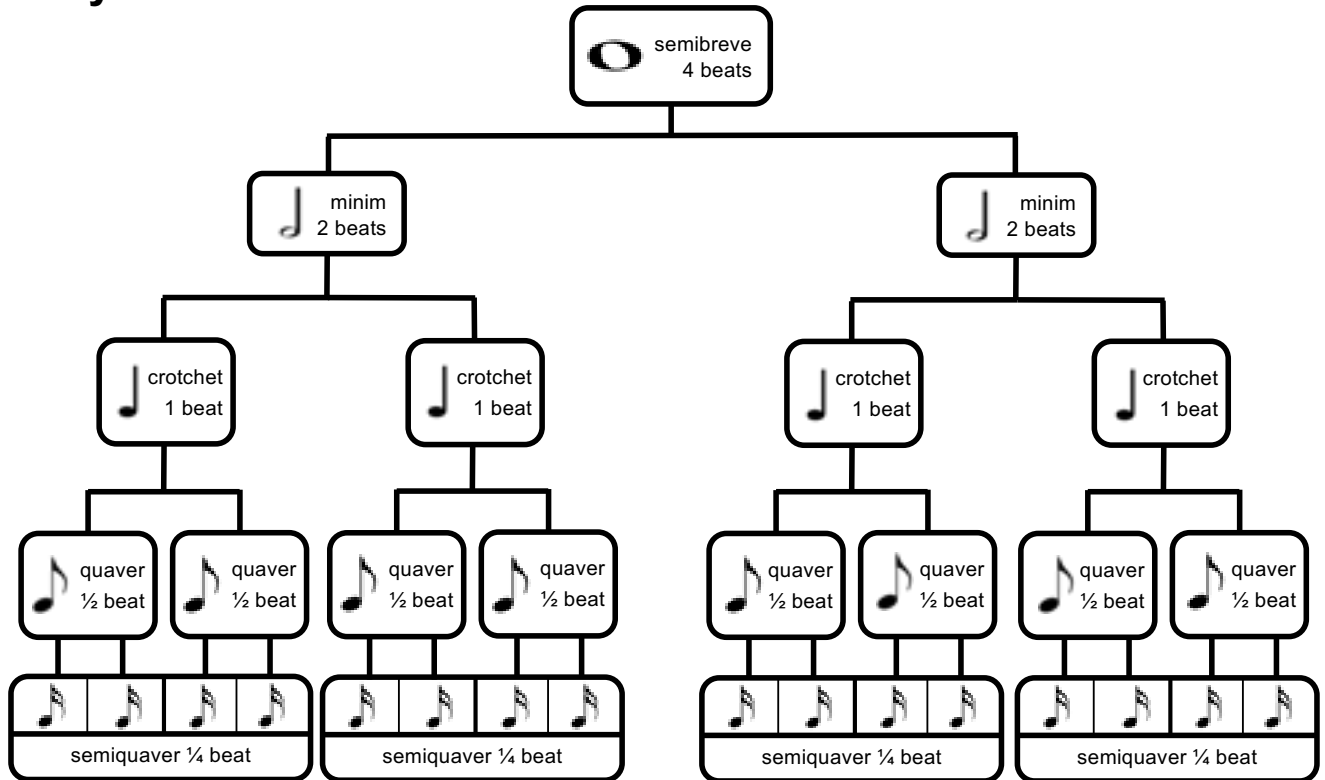 semibreve
4 beats
minim
2 beats
minim
2 beats
crotchet
1 beat
crotchet
1 beat
crotchet
1 beat
crotchet
1 beat
quaver
½ beat
quaver
½ beat
quaver
½ beat
quaver
½ beat
quaver
½ beat
quaver
½ beat
quaver
½ beat
quaver
½ beat
semiquaver ¼ beat
semiquaver ¼ beat
semiquaver ¼ beat
semiquaver ¼ beat